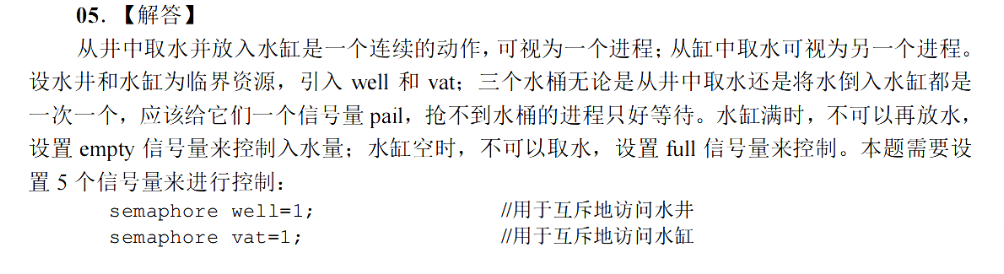 05.【解答】
从井中取水并放入水缸是一个连续的动作，可视为一个进程；从缸中取水可视为另一个进程。
设水井和水缸为临界资源，引入 well 和 vat；三个水桶无论是从井中取水还是将水倒入水缸都是
一次一个，应该给它们一个信号量 pail，抢不到水桶的进程只好等待。水缸满时，不可以再放水，
设置 empty 信号量来控制入水量；水缸空时，不可以取水，设置 full 信号量来控制。本题需要设
置 5 个信号量来进行控制：
semaphore well=1; //用于互斥地访问水井
semaphore vat=1; //用于互斥地访问水缸